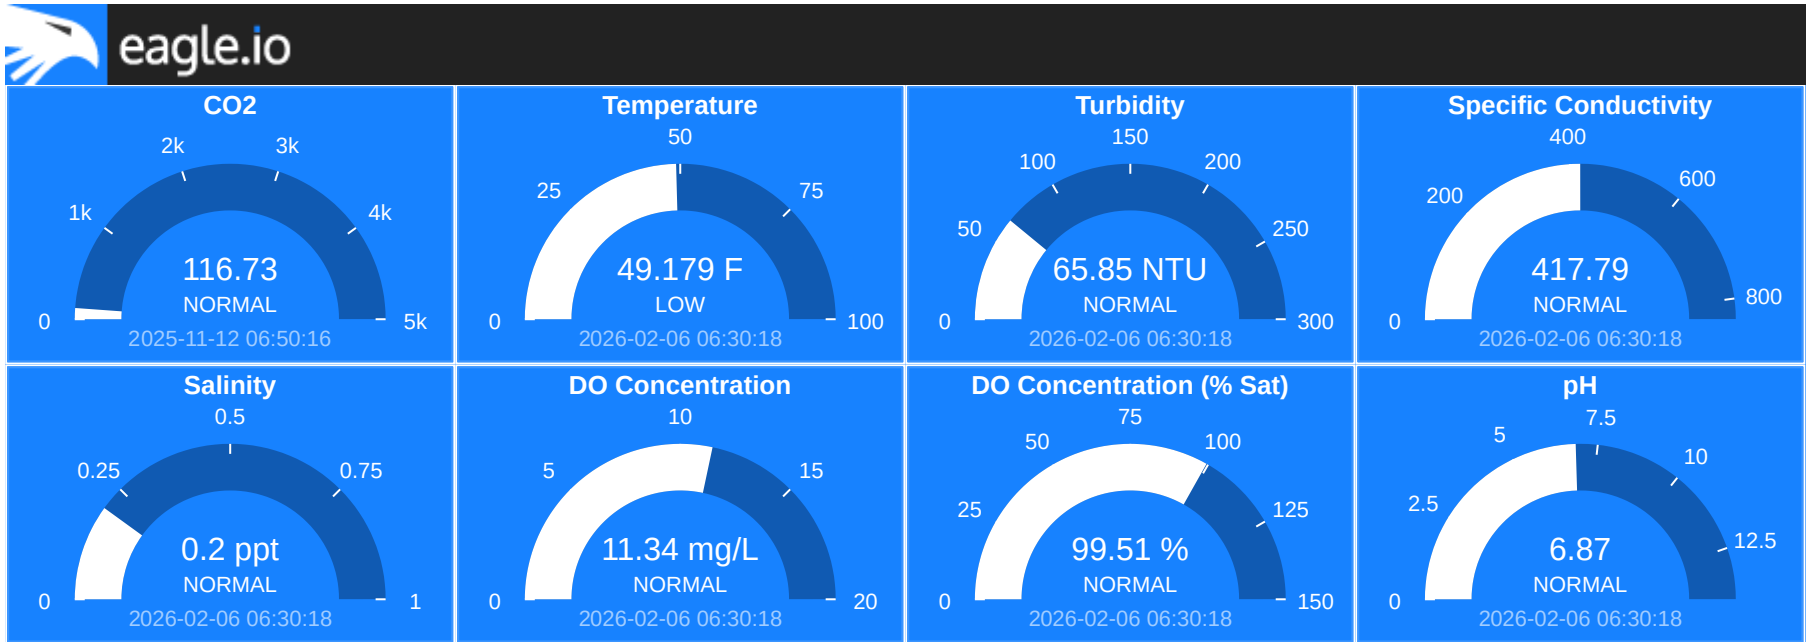 eagle.io
CO2
0
1k
2k
3k
4k
5k
116.73
NORMAL
2025-11-12 06:50:16
Temperature
0
25
50
75
100
49.179 F
LOW
2026-02-06 06:30:18
Turbidity
0
50
100
150
200
250
300
65.85 NTU
NORMAL
2026-02-06 06:30:18
Specific Conductivity
0
200
400
600
800
417.79
NORMAL
2026-02-06 06:30:18
Salinity
0
0.25
0.5
0.75
1
0.2 ppt
NORMAL
2026-02-06 06:30:18
DO Concentration
0
5
10
15
20
11.34 mg/L
NORMAL
2026-02-06 06:30:18
DO Concentration (% Sat)
0
25
50
75
100
125
150
99.51 %
NORMAL
2026-02-06 06:30:18
pH
0
2.5
5
7.5
10
12.5
6.87
NORMAL
2026-02-06 06:30:18